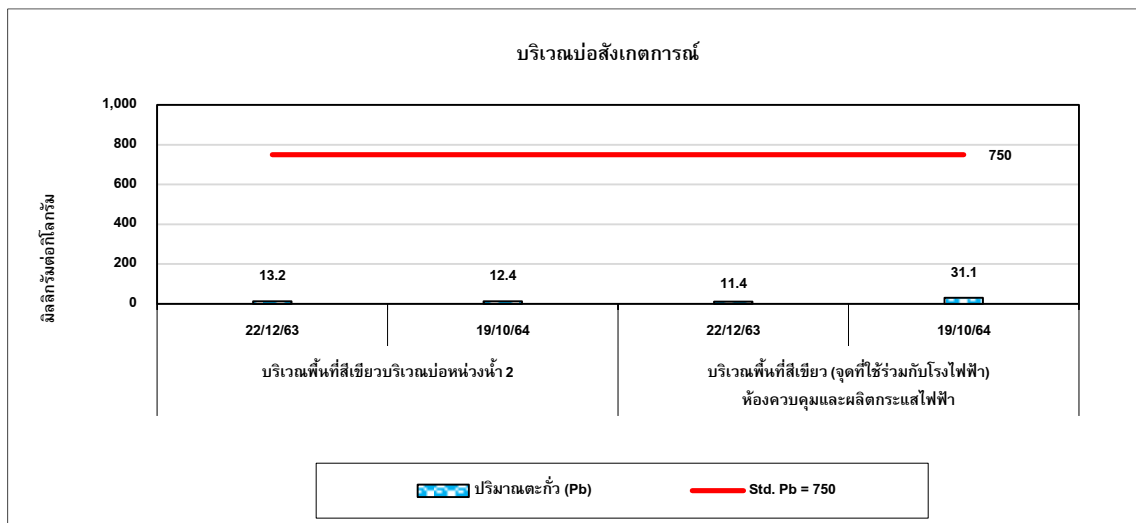 บริเวณบ่อสังเกตการณ์
มิลลิกรัมต่อกิโลกรัม
1,000
800
600
400
200
0
750
13.2
12.4
11.4
31.1
22/12/63
19/10/64
22/12/63
19/10/64
บริเวณพื้นที่สีเขียวบริเวณบ่อหน่วงน้ำ 2
บริเวณพื้นที่สีเขียว (จุดที่ใช้ร่วมกับโรงไฟฟ้า)
ห้องควบคุมและผลิตกระแสไฟฟ้า
ปริมาณตะกั่ว (Pb)
Std. Pb = 750